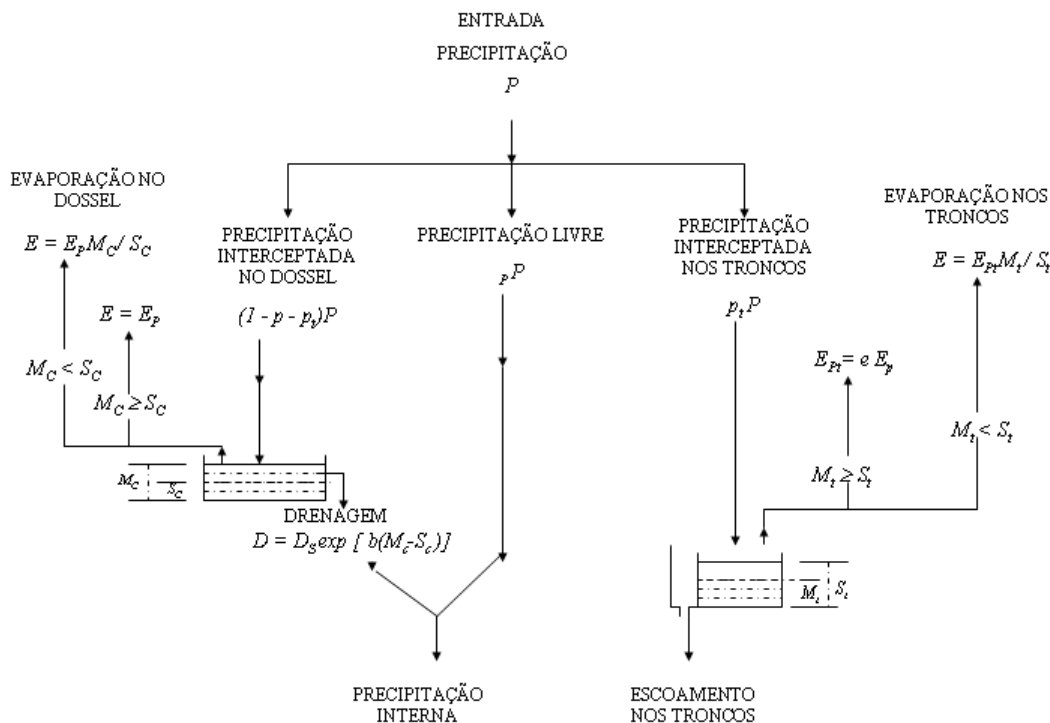 ENTRADA
PRECIPITAÇÃO
P
EVAPORAÇÃO NO
DOSSEL
E = E_P M_C / S_C
E = E_P
M_C < S_C
M_C ≥ S_C
PRECIPITAÇÃO
INTERCEPTADA
NO DOSSEL
(1 - p - p_t)P
PRECIPITAÇÃO LIVRE
P P
PRECIPITAÇÃO
INTERCEPTADA
NOS TRONCOS
p_t P
EVAPORAÇÃO NOS
TRONCOS
E = E_Pt M_t / S_t
E_Pt = e E_p
M_t < S_t
M_t ≥ S_t
M_C
S_C
DRENAGEM
D = D_S exp [ b(M_c-S_c)]
M_t
S_t
PRECIPITAÇÃO
INTERNA
ESCOAMENTO
NOS TRONCOS